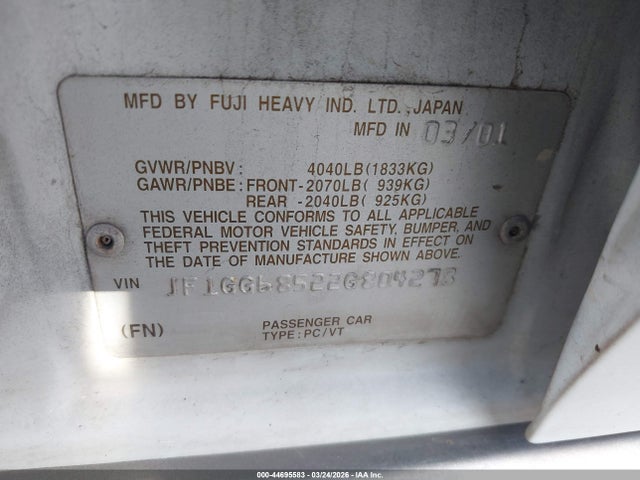 MFD BY FUJI HEAVY IND. LTD., JAPAN
MFD IN 03/01
GVWR/PNBV: 4040LB(1833KG)
GAWR/PNBE: FRONT-2070LB( 939KG)
REAR -2040LB( 925KG)
THIS VEHICLE CONFORMS TO ALL APPLICABLE
FEDERAL MOTOR VEHICLE SAFETY, BUMPER, AND
THEFT PREVENTION STANDARDS IN EFFECT ON
THE DATE OF MANUFACTURE SHOWN ABOVE.
VIN JF1GG68522G804278
(FN) PASSENGER CAR
TYPE: PC/VT
000-44695583 - 03/24/2026 - IAA Inc.